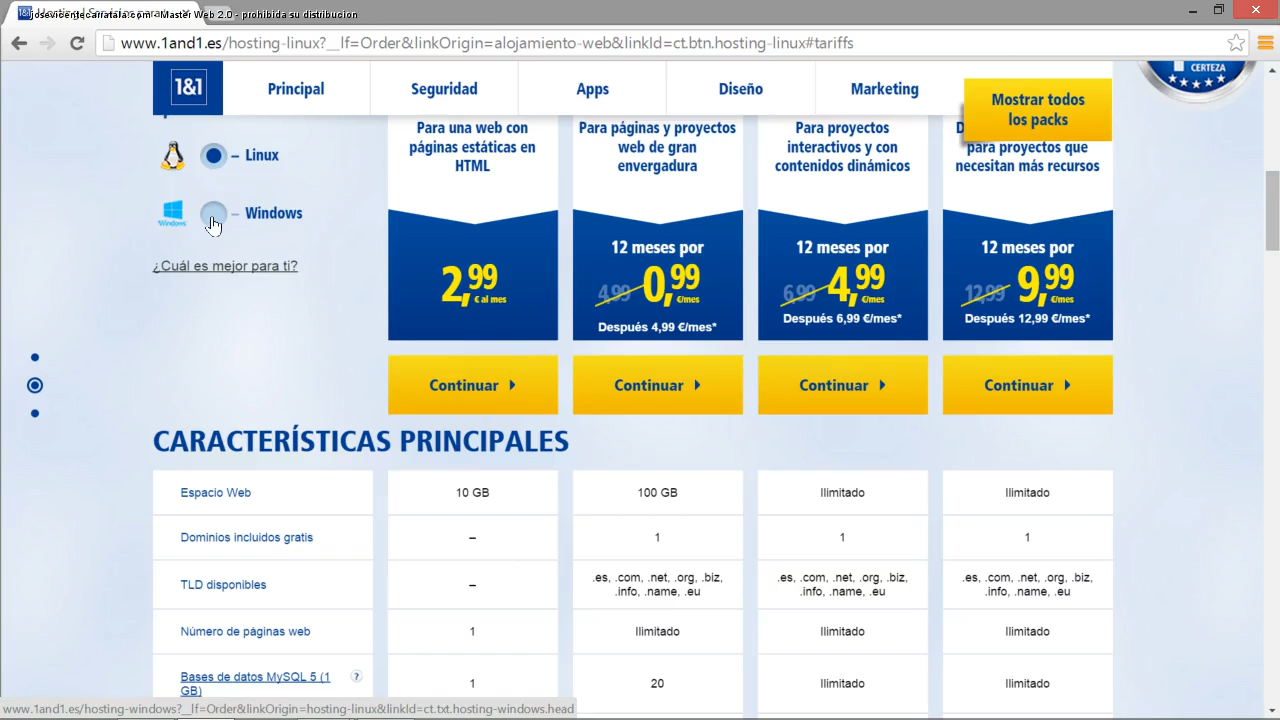 jdesvirgenesgratafar.com - Master Web 2.0 - prohibida su distribucion
www.1and1.es/hosting-linux?__lf=Order&linkOrigin=alojamiento-web&linkId=ct.btn.hosting-linux#tariffs
1&1
Principal
Seguridad
Apps
Diseño
Marketing
Mostrar todos
los packs
CERTEZA
Linux
Windows
Windows
¿Cuál es mejor para ti?
Para una web con
páginas estáticas en
HTML
2,99
€ al mes
Continuar
Para páginas y proyectos
web de gran
envergadura
12 meses por
4,99 0,99
€/mes
Después 4,99 €/mes*
Continuar
Para proyectos
interactivos y con
contenidos dinámicos
12 meses por
6,99 4,99
€/mes
Después 6,99 €/mes*
Continuar
para proyectos que
necesitan más recursos
12 meses por
12,99 9,99
€/mes
Después 12,99 €/mes*
Continuar
CARACTERÍSTICAS PRINCIPALES
Espacio Web 10 GB 100 GB Ilimitado Ilimitado
Dominios incluidos gratis – 1 1 1
TLD disponibles – .es, .com, .net, .org, .biz, .es, .com, .net, .org, .biz, .es, .com, .net, .org, .biz,
.info, .name, .eu .info, .name, .eu .info, .name, .eu
Número de páginas web 1 Ilimitado Ilimitado Ilimitado
Bases de datos MySQL 5 (1 ? 1 20 Ilimitado Ilimitado
GB)
www.1and1.es/hosting-windows?__lf=Order&linkOrigin=hosting-linux&linkId=ct.txt.hosting-windows.head